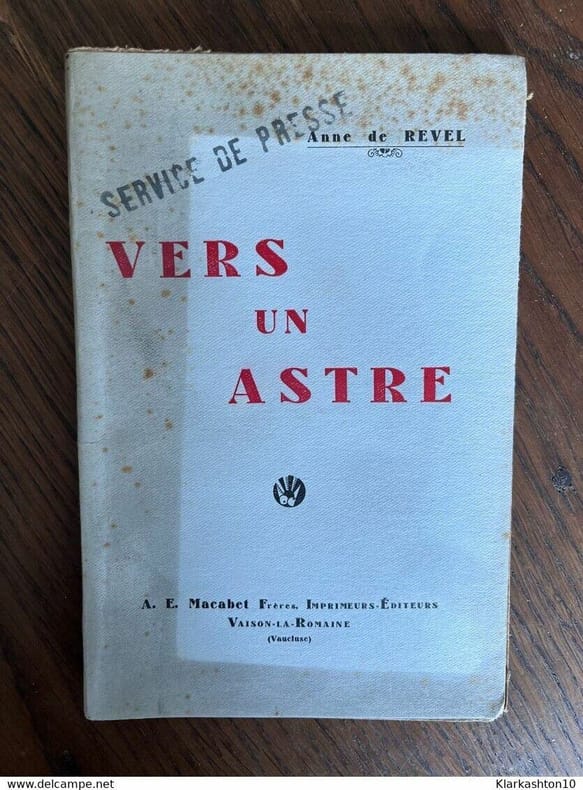 SERVICE DE PRESSE
Anne de REVEL
VERS
UN
ASTRE
A. E. Macabet Frères, IMPRIMEURS-ÉDITEURS
VAISON-LA-ROMAINE
(Vaucluse)
www.delcampe.net
Klarkashton10